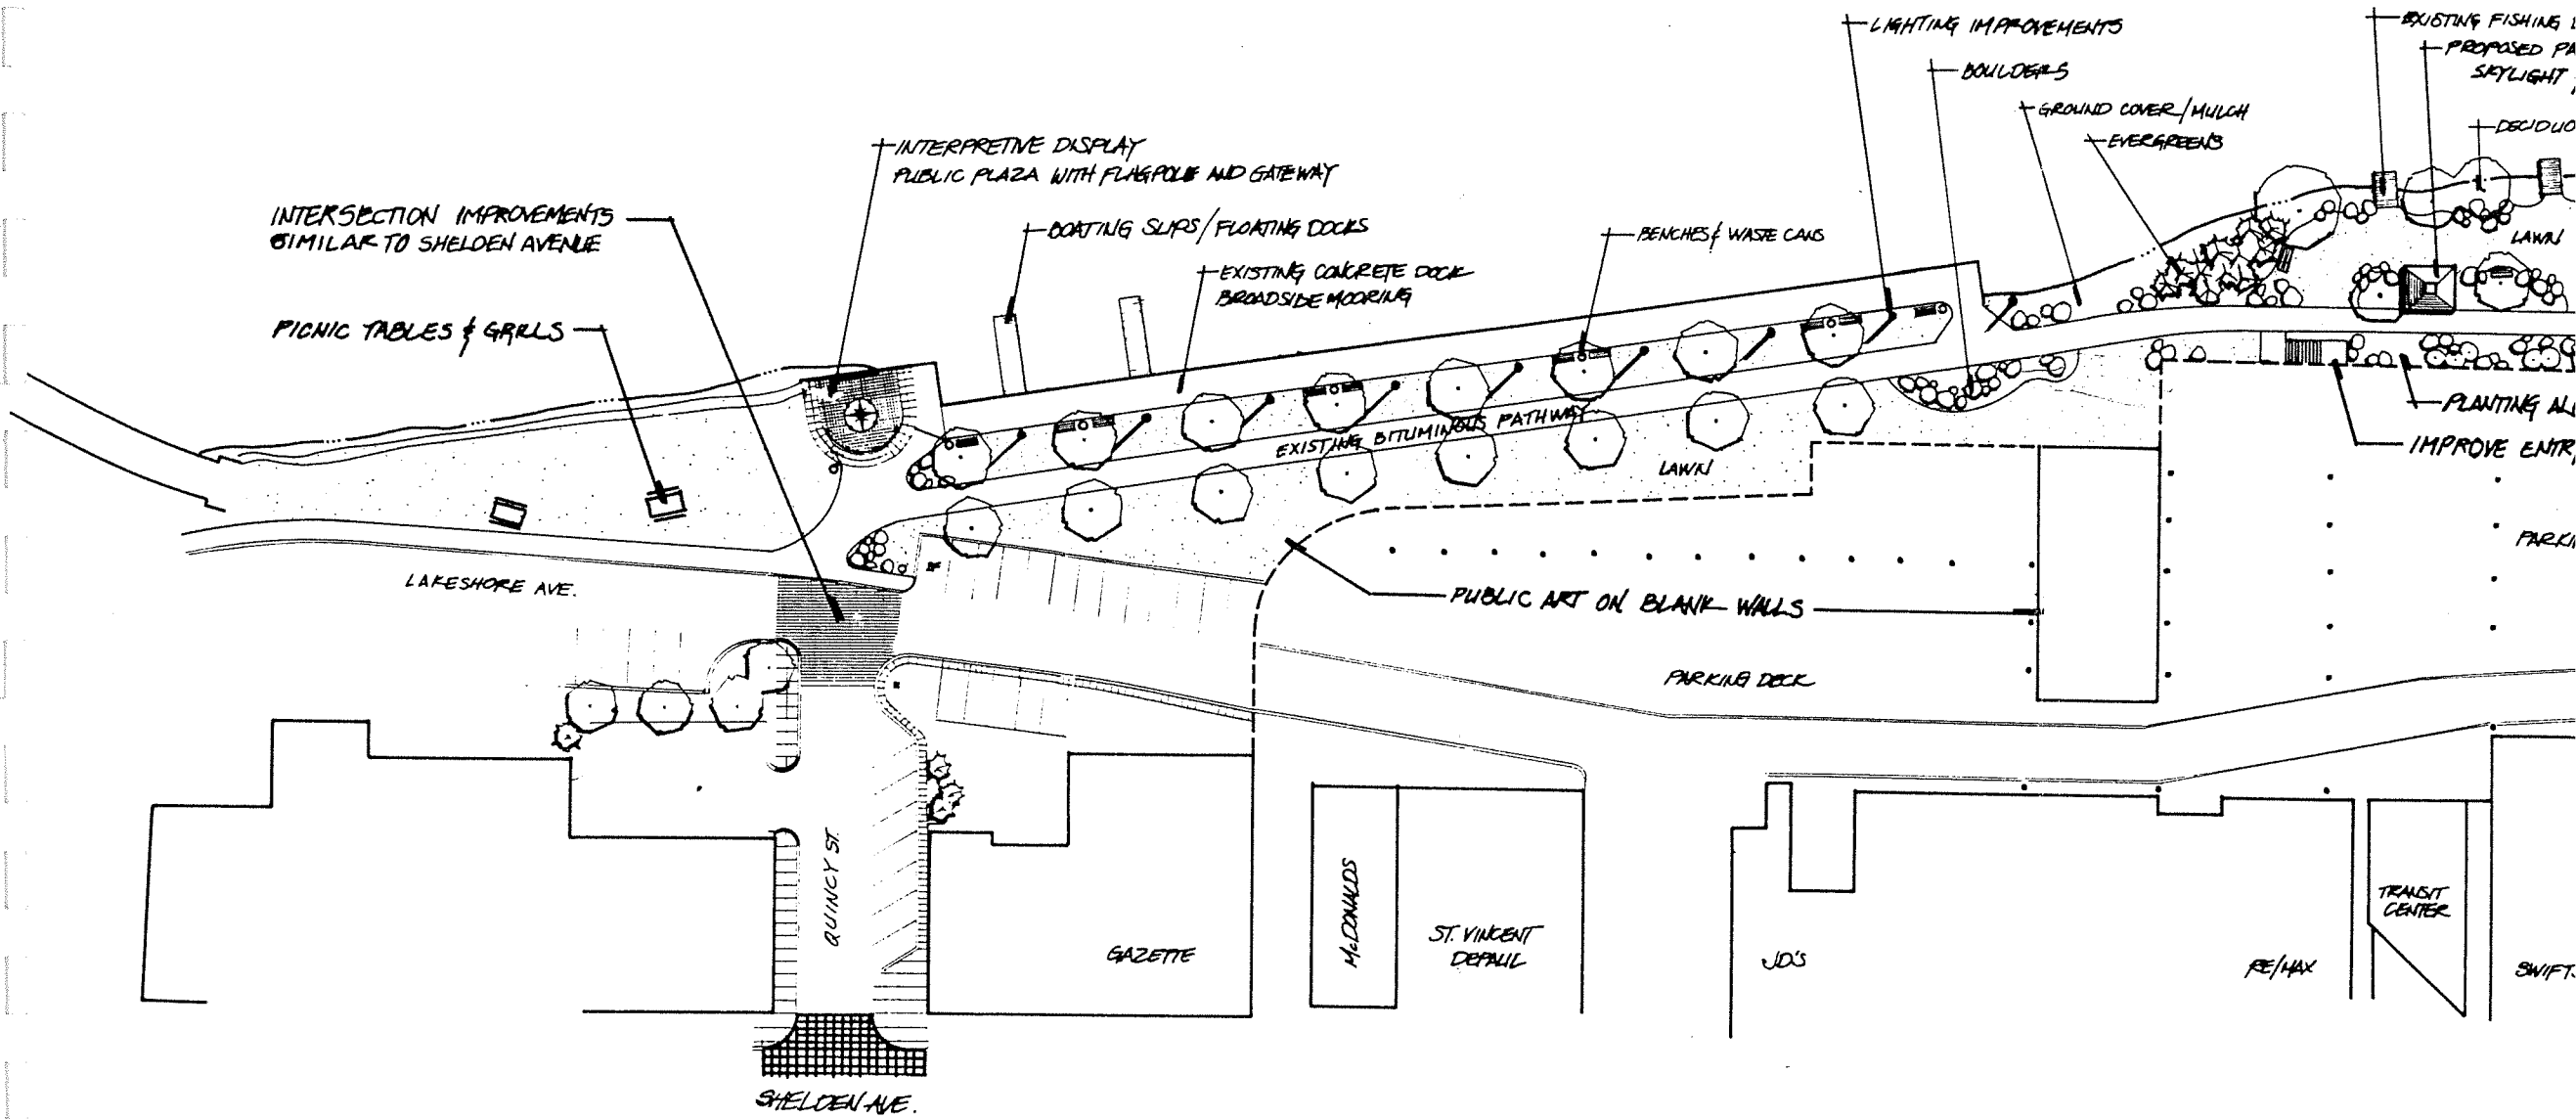 LIGHTING IMPROVEMENTS
EXISTING FISHING
PROPOSED
SKYLIGHT
BOULDERS
GROUND COVER/MULCH
EVERGREENS
INTERPRETIVE DISPLAY
PUBLIC PLAZA WITH FLAGPOLE AND GATEWAY
INTERSECTION IMPROVEMENTS
SIMILAR TO SHELDEN AVENUE
BOATING SLIPS/FLOATING DOCKS
BENCHES & WASTE CANS
LAWN
EXISTING CONCRETE DOCK
BROADSIDE MOORING
PICNIC TABLES & GRILLS
EXISTING BITUMINOUS PATHWAY
LAWN
PLANTING
IMPROVE
LAKESHORE AVE.
PUBLIC ART ON BLANK WALLS
PARKING DECK
QUINCY ST.
GAZETTE
McDONALDS
ST. VINCENT
DEPAUL
JD'S
RE/MAX
TRANSIT
CENTER
SHELDEN AVE.